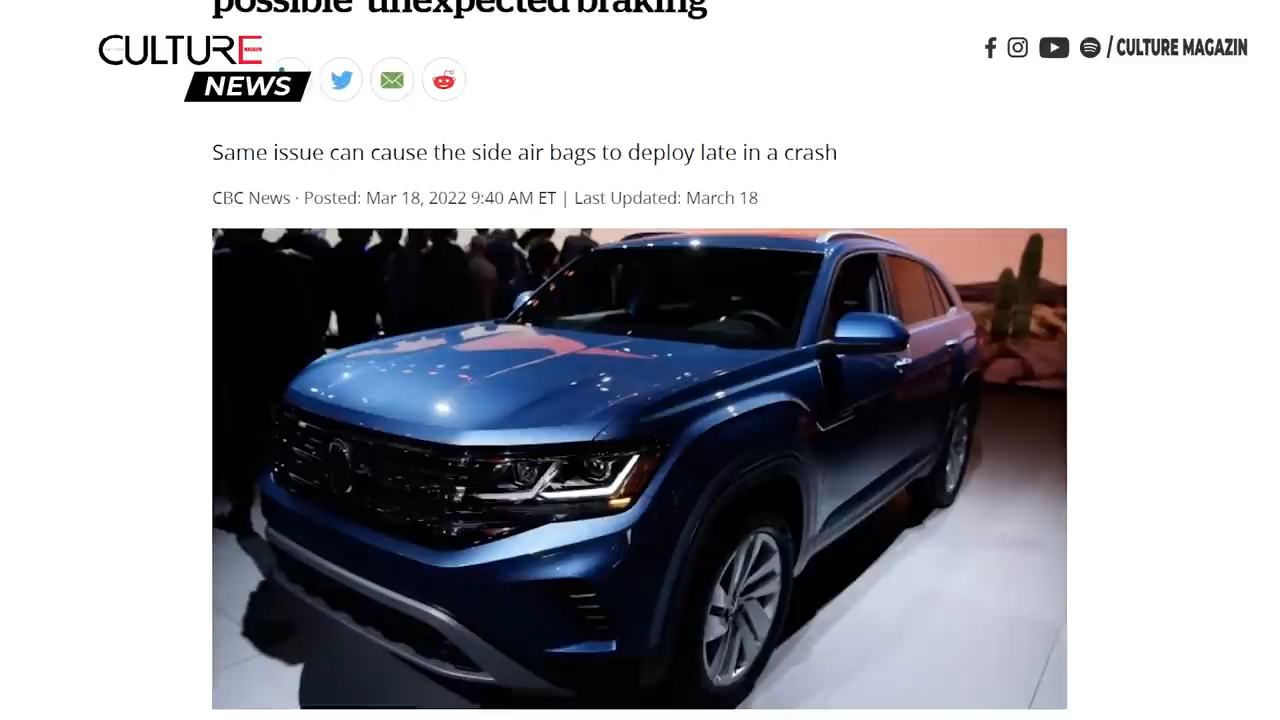 possible 'unexpected braking'
CULTURE
NEWS
/ CULTURE MAGAZIN
Same issue can cause the side air bags to deploy late in a crash
CBC News · Posted: Mar 18, 2022 9:40 AM ET | Last Updated: March 18